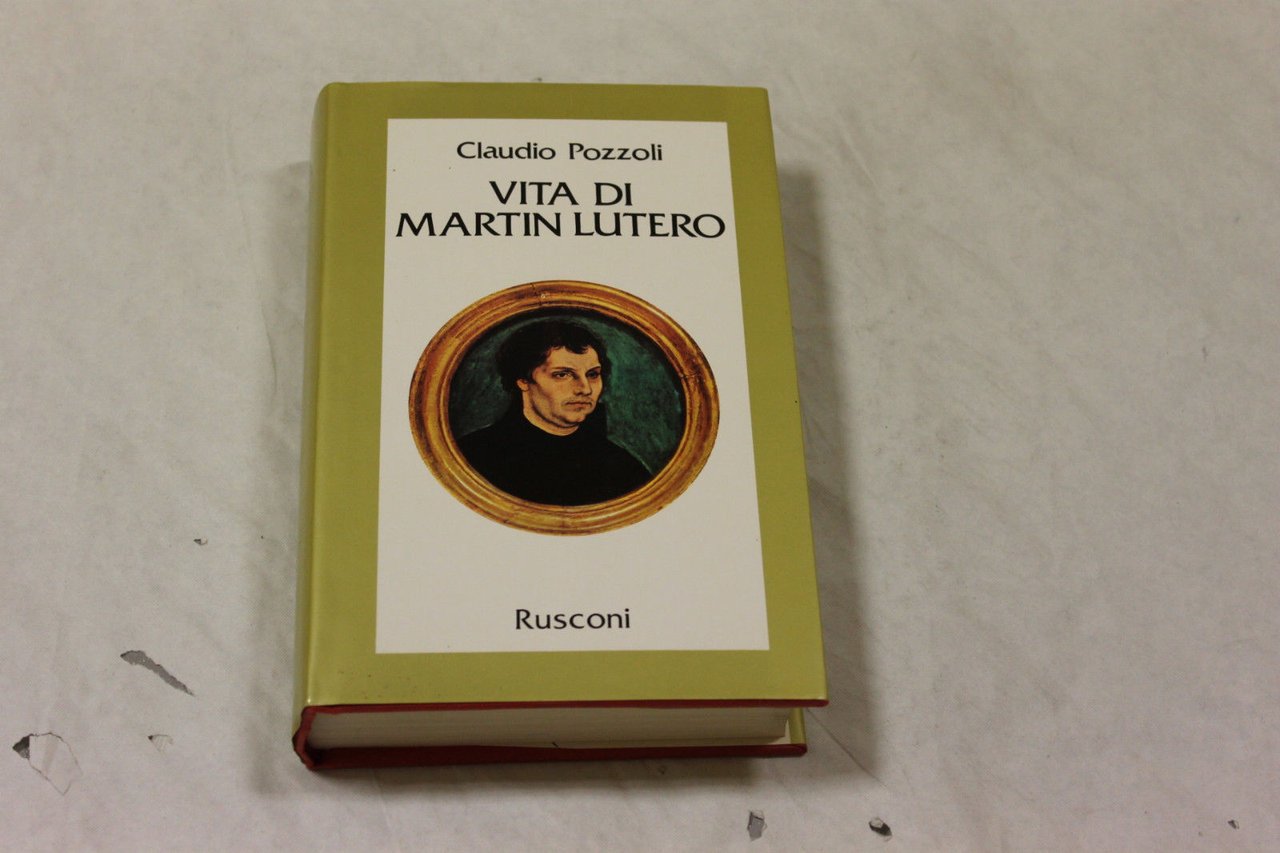 Claudio Pozzoli
VITA DI
MARTIN LUTERO
Rusconi